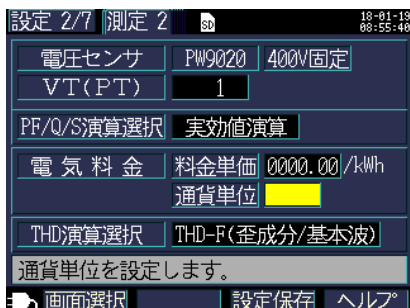 設定 2/7 測定 2 SD 18-01-19
08:55:40
電圧センサ PW9020 400V固定
VT(PT) 1
PF/Q/S演算選択 実効値演算
電気料金 料金単価 0000.00 /kWh
通貨単位
THD演算選択 THD-F(歪成分/基本波)
通貨単位を設定します。
画面選択 設定保存 ヘルプ